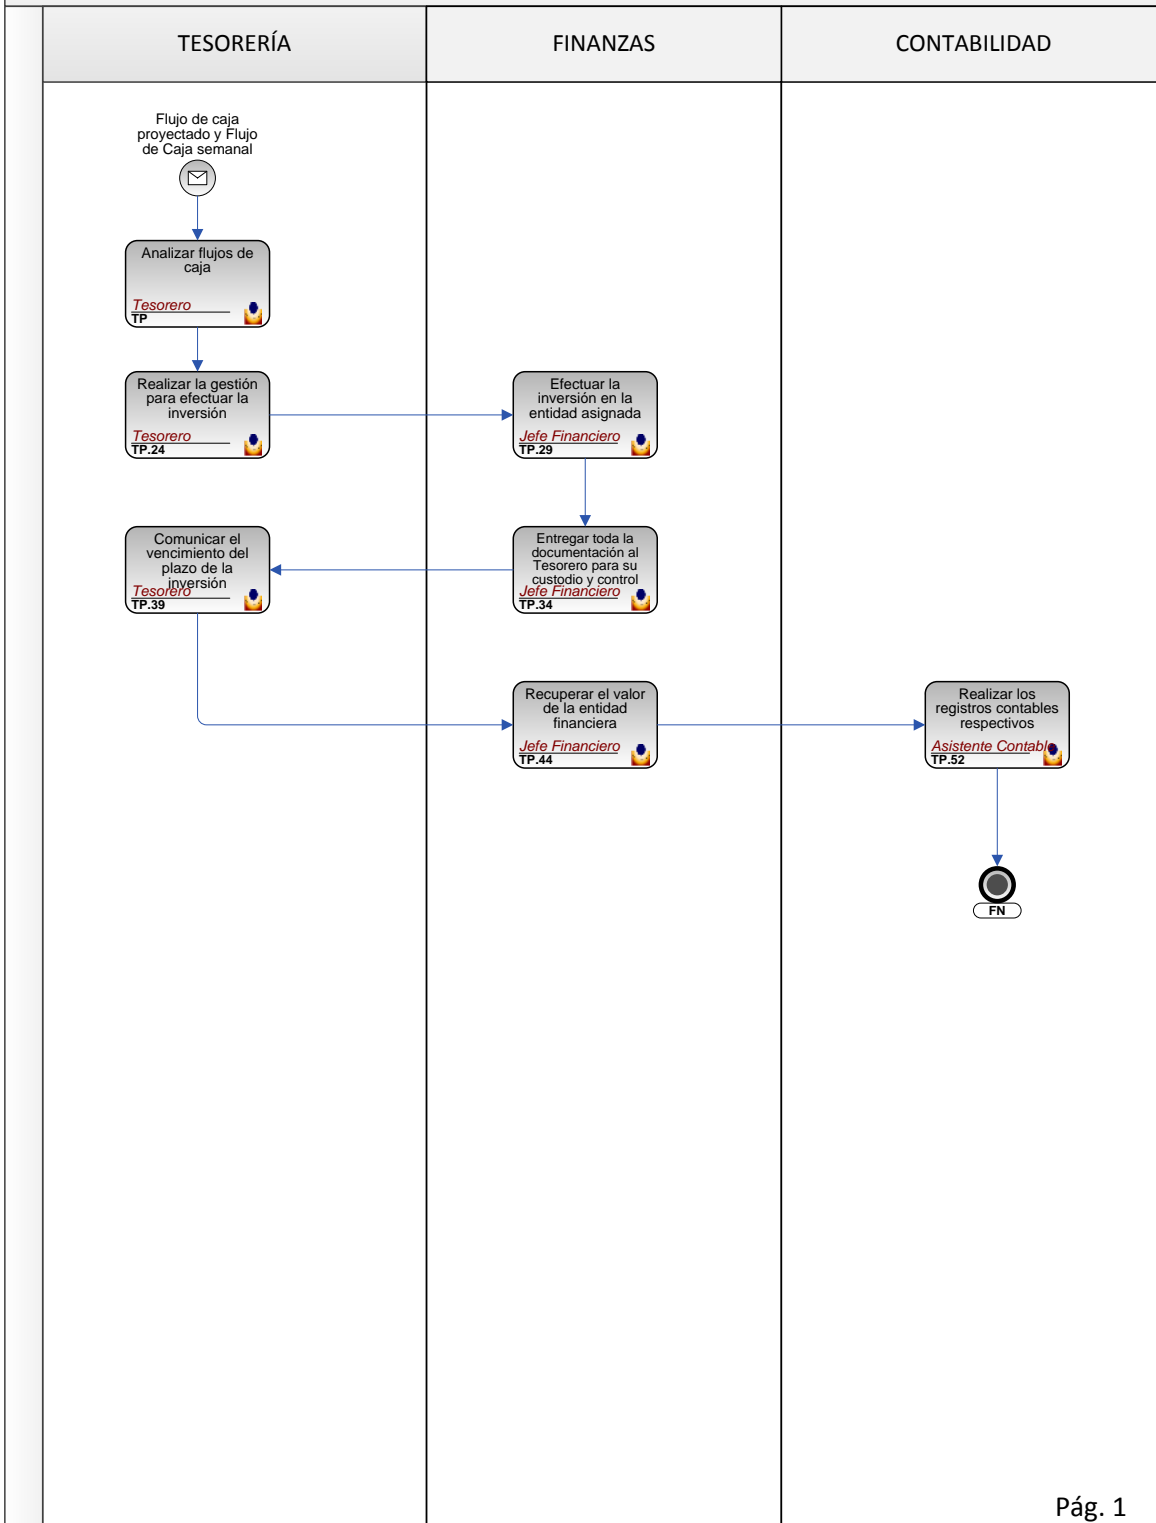 TESORERÍA
FINANZAS
CONTABILIDAD
Flujo de caja
proyectado y Flujo
de Caja semanal
Analizar flujos de
caja
Tesorero
TP
Realizar la gestión
para efectuar la
inversión
Tesorero
TP.24
Efectuar la
inversión en la
entidad asignada
Jefe Financiero
TP.29
Entregar toda la
documentación al
Tesorero para su
custodio y control
Jefe Financiero
TP.34
Comunicar el
vencimiento del
plazo de la
inversión
Tesorero
TP.39
Recuperar el valor
de la entidad
financiera
Jefe Financiero
TP.44
Realizar los
registros contables
respectivos
Asistente Contable
TP.52
FN
Pág. 1